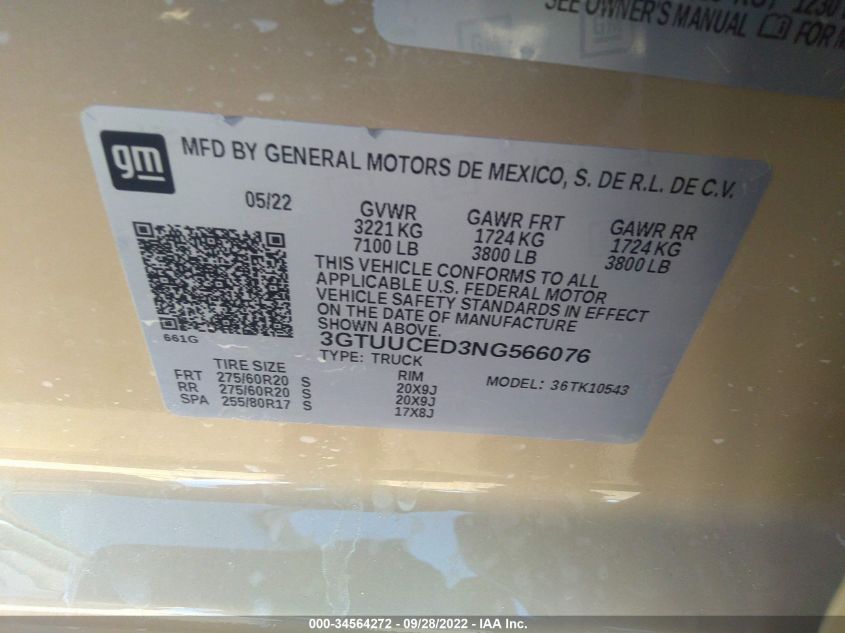 1230
SEE OWNER'S MANUAL FOR
gm
MFD BY GENERAL MOTORS DE MEXICO, S. DE R.L. DE C.V.
05/22
GVWR GAWR FRT GAWR RR
3221 KG 1724 KG 1724 KG
7100 LB 3800 LB 3800 LB
THIS VEHICLE CONFORMS TO ALL
APPLICABLE U.S. FEDERAL MOTOR
VEHICLE SAFETY STANDARDS IN EFFECT
ON THE DATE OF MANUFACTURE
SHOWN ABOVE.
661G
3GTUUCED3NG566076
TYPE: TRUCK
TIRE SIZE RIM MODEL: 36TK10543
FRT 275/60R20 S 20X9J
RR 275/60R20 S 20X9J
SPA 255/80R17 S 17X8J
000-34564272 - 09/28/2022 - IAA Inc.